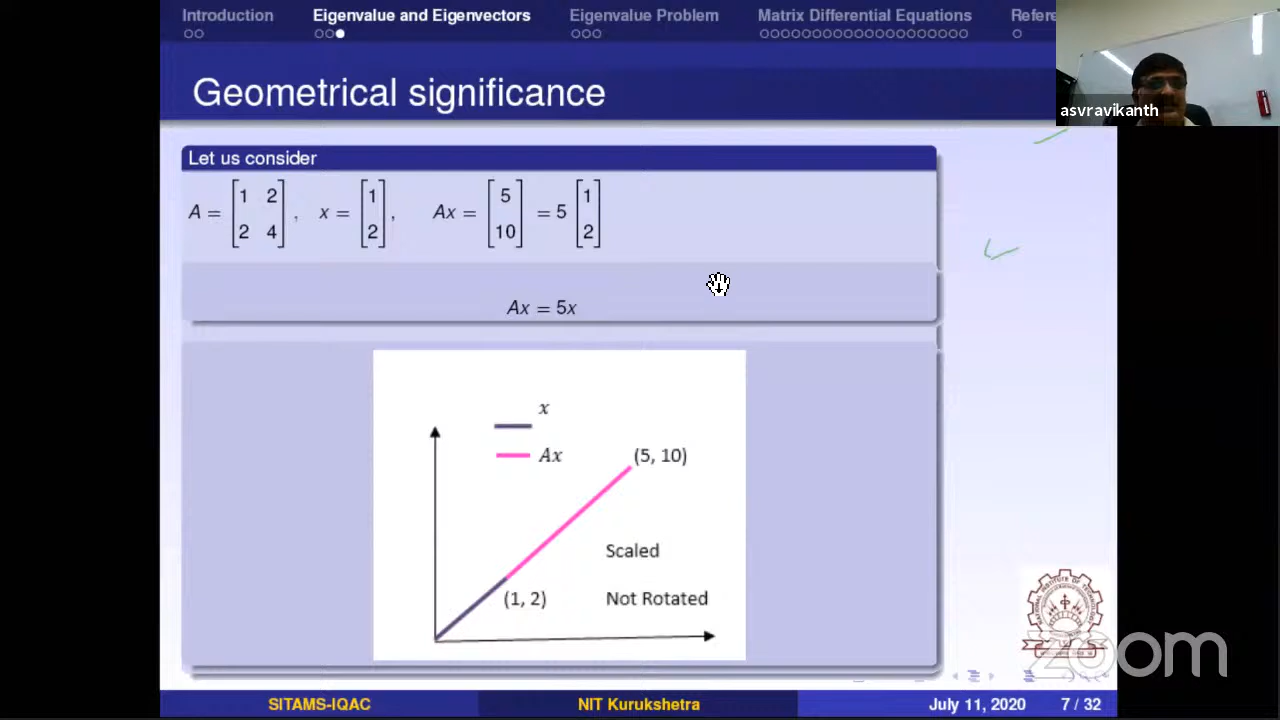 Introduction Eigenvalue and Eigenvectors Eigenvalue Problem Matrix Differential Equations Refere
Geometrical significance
asvravikanth
Let us consider
A = [1 2; 2 4], x = [1; 2], Ax = [5; 10] = 5 [1; 2]
Ax = 5x
x
Ax
(5, 10)
Scaled
(1, 2)
Not Rotated
zoom
SITAMS-IQAC NIT Kurukshetra July 11, 2020 7 / 32